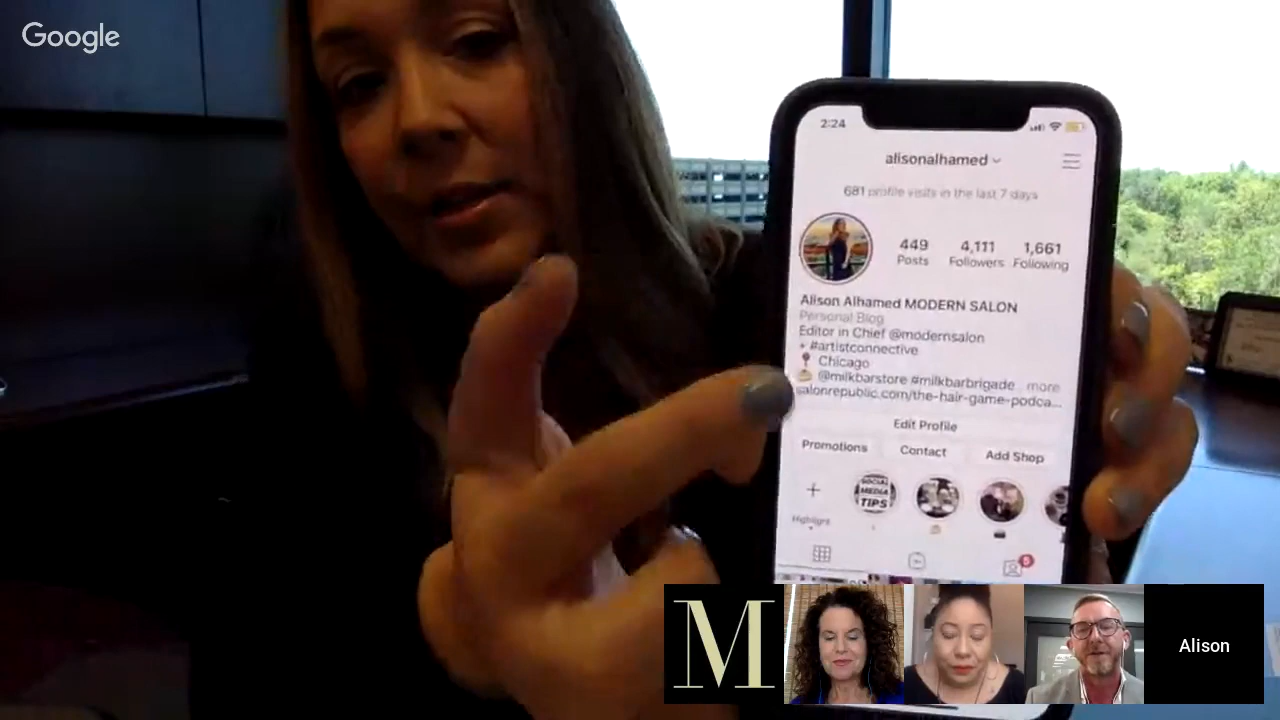 Google
2:24
alisonalhamed
681 profile visits in the last 7 days
449 4,111 1,661
Posts Followers Following
Alison Alhamed MODERN SALON
Personal Blog
Editor in Chief @modernsalon
+ #artistconnective
Chicago
@milkbarstore #milkbarbrigade more
salonrepublic.com/the-hair-game-podca...
Edit Profile
Promotions Contact Add Shop
SOCIAL
MEDIA
TIPS
Highlight
M
Alison